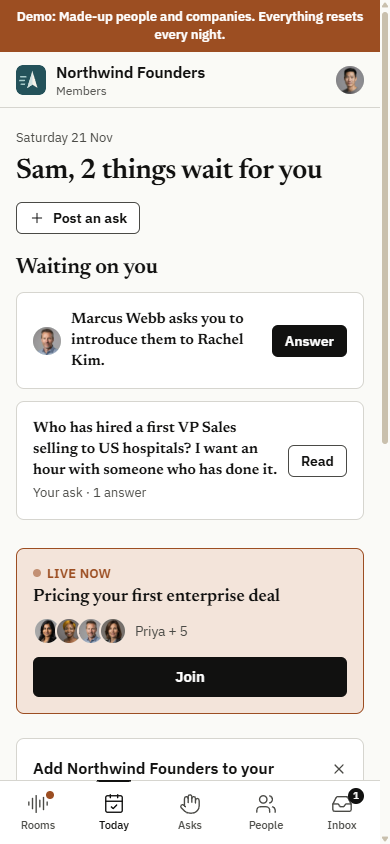 Demo: Made-up people and companies. Everything resets
every night.
Northwind Founders
Members
Saturday 21 Nov
Sam, 2 things wait for you
Post an ask
Waiting on you
Marcus Webb asks you to
introduce them to Rachel
Kim.
Answer
Who has hired a first VP Sales
selling to US hospitals? I want an
hour with someone who has done it.
Your ask · 1 answer
Read
LIVE NOW
Pricing your first enterprise deal
Priya + 5
Join
Add Northwind Founders to your
Rooms
Today
Asks
People
1
Inbox